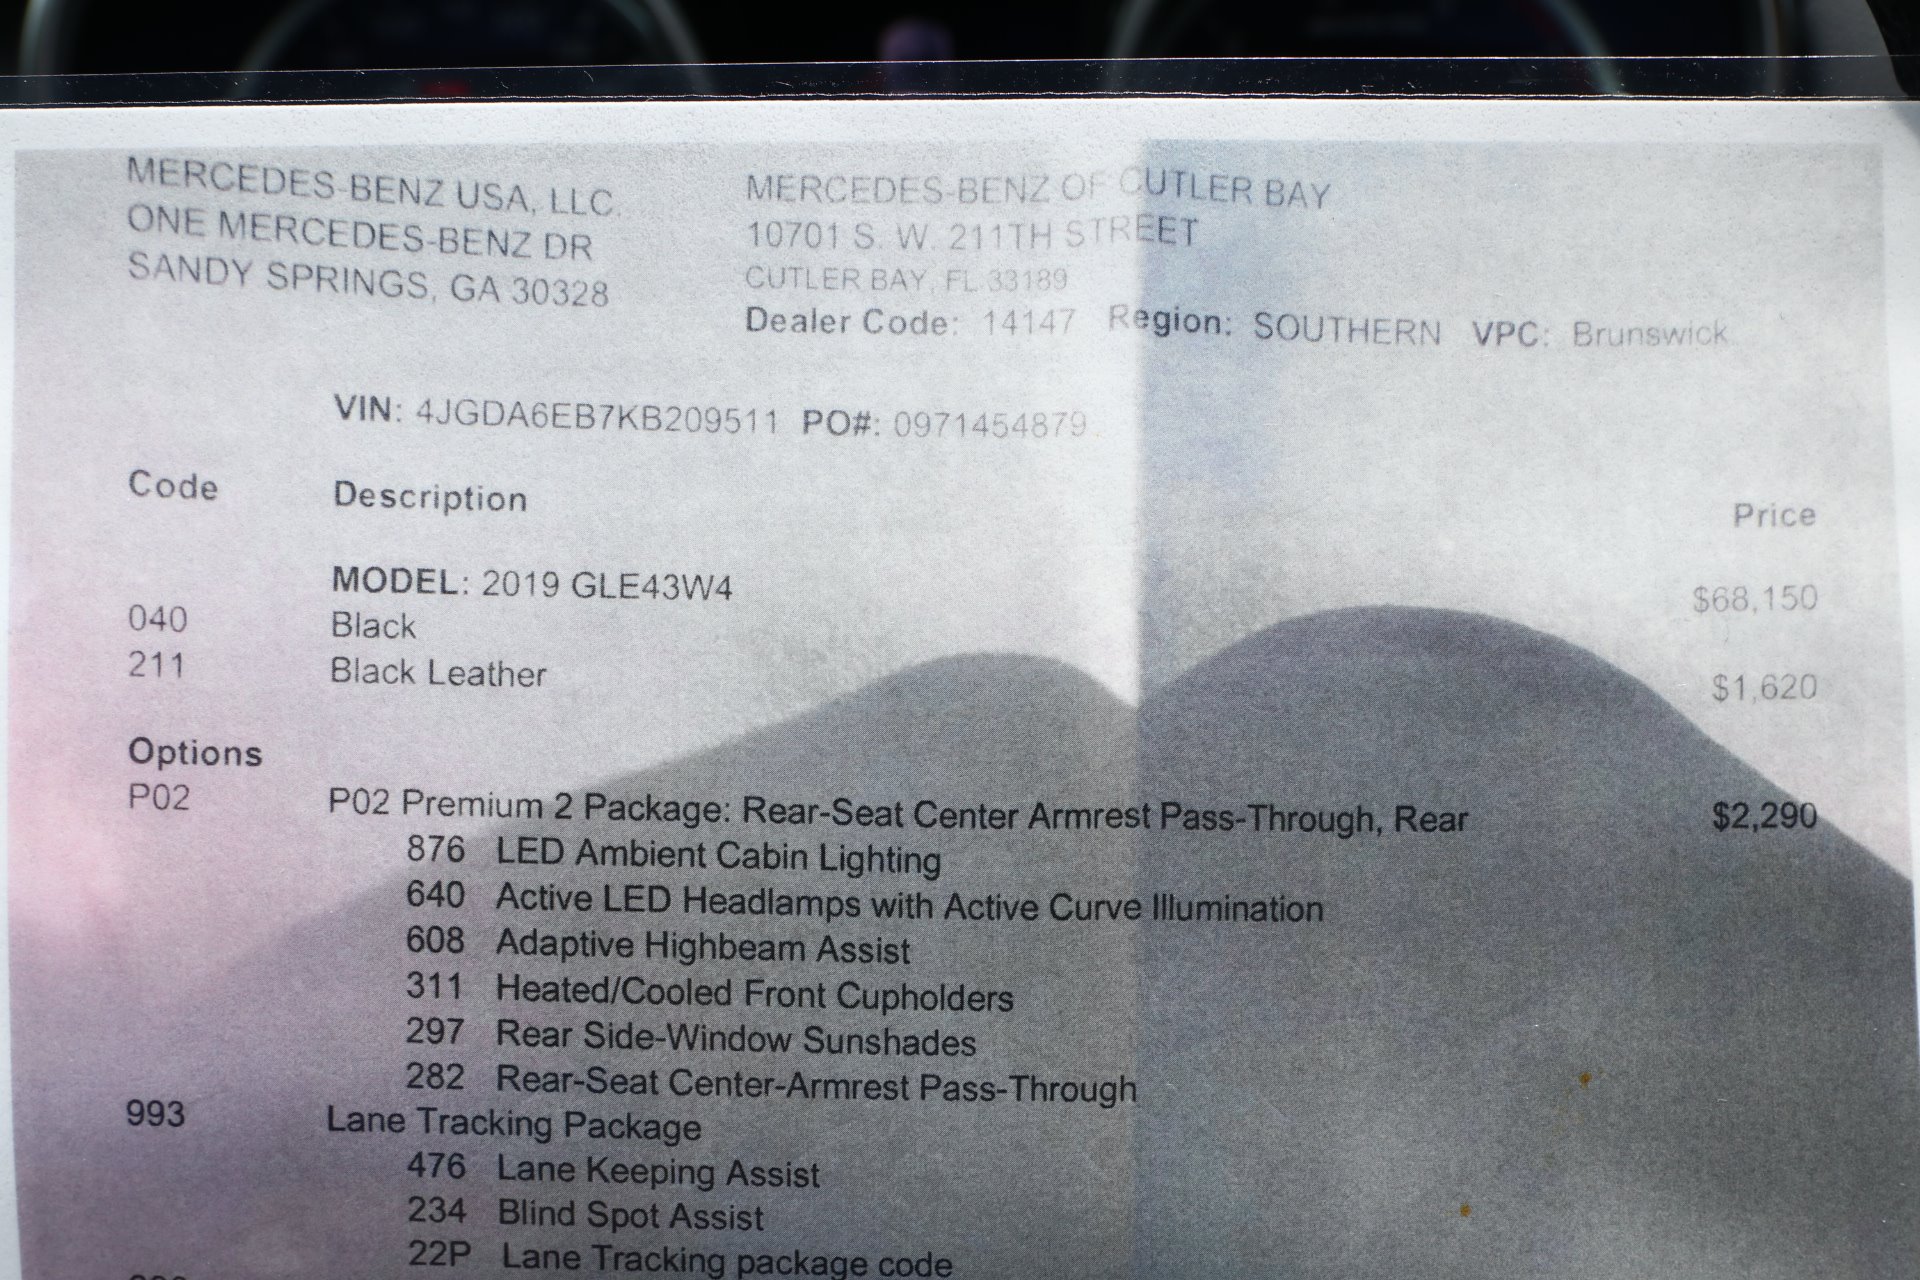 MERCEDES-BENZ USA, LLC.
ONE MERCEDES-BENZ DR
SANDY SPRINGS, GA 30328
MERCEDES-BENZ OF CUTLER BAY
10701 S. W. 211TH STREET
CUTLER BAY, FL 33189
Dealer Code: 14147 Region: SOUTHERN VPC: Brunswick
VIN: 4JGDA6EB7KB209511 PO#: 0971454879
Code Description Price
MODEL: 2019 GLE43W4 $68,150
040 Black
211 Black Leather $1,620
Options
P02 P02 Premium 2 Package: Rear-Seat Center Armrest Pass-Through, Rear $2,290
876 LED Ambient Cabin Lighting
640 Active LED Headlamps with Active Curve Illumination
608 Adaptive Highbeam Assist
311 Heated/Cooled Front Cupholders
297 Rear Side-Window Sunshades
282 Rear-Seat Center-Armrest Pass-Through
993 Lane Tracking Package
476 Lane Keeping Assist
234 Blind Spot Assist
22P Lane Tracking package code